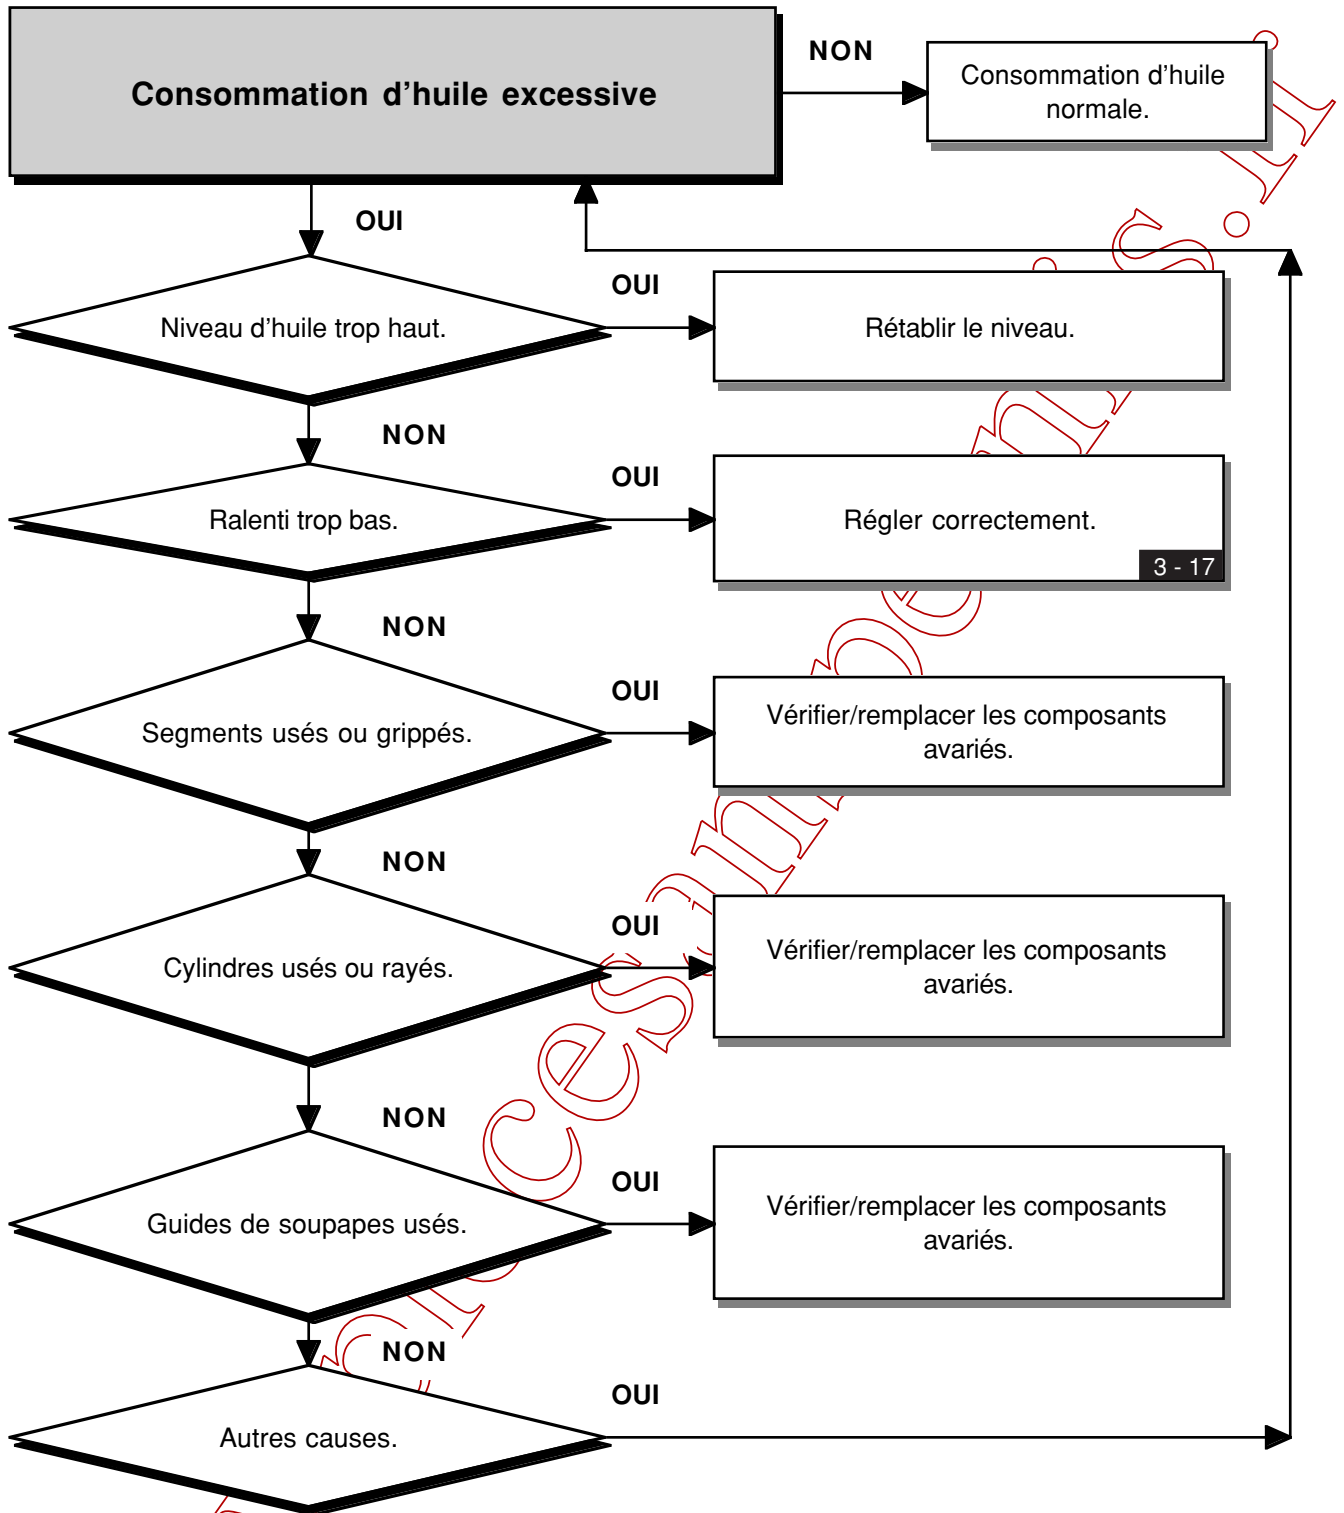 Consommation d'huile excessive
NON
Consommation d'huile
normale.
OUI
Niveau d'huile trop haut.
OUI
Rétablir le niveau.
NON
Ralenti trop bas.
OUI
Régler correctement.
3 - 17
NON
Segments usés ou grippés.
OUI
Vérifier/remplacer les composants
avariés.
NON
Cylindres usés ou rayés.
OUI
Vérifier/remplacer les composants
avariés.
NON
Guides de soupapes usés.
OUI
Vérifier/remplacer les composants
avariés.
NON
Autres causes.
OUI